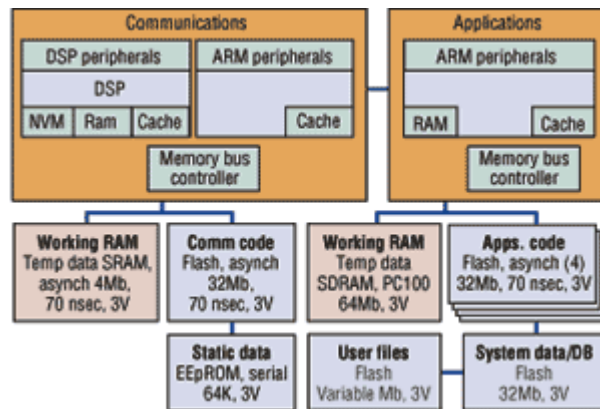 Communications
DSP peripherals
DSP
NVM
Ram
Cache
ARM peripherals
Cache
Memory bus
controller
Applications
ARM peripherals
RAM
Cache
Memory bus
controller
Working RAM
Temp data SRAM,
async 4Mb,
70 nsec, 3V
Comm code
Flash, asynch
32Mb,
70 nsec, 3V
Working RAM
Temp data
SDRAM, PC100
64Mb, 3V
Apps. code
Flash, async (4)
32Mb, 70 nsec, 3V
Static data
EEpROM, serial
64K, 3V
User files
Flash
Variable Mb, 3V
System data/DB
Flash
32Mb, 3V